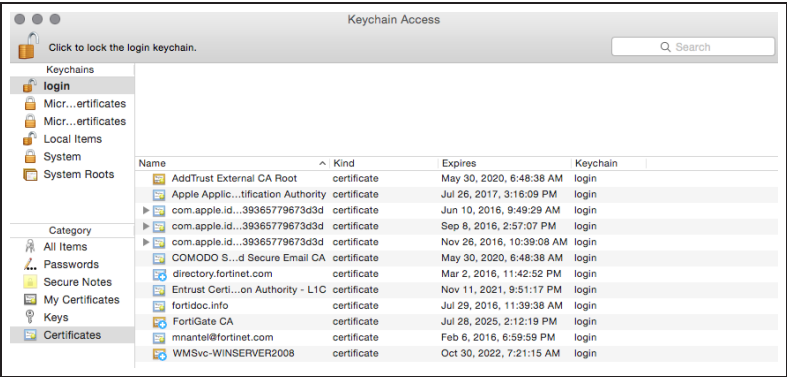 Keychain Access
Click to lock the login keychain.
Search
Keychains
login
Micr...ertificates
Micr...ertificates
Local Items
System
System Roots
Category
All Items
Passwords
Secure Notes
My Certificates
Keys
Certificates
Name Kind Expires Keychain
AddTrust External CA Root certificate May 30, 2020, 6:48:38 AM login
Apple Applic...tification Authority certificate Jul 26, 2017, 3:16:09 PM login
com.apple.id...39365779673d3d certificate Jun 10, 2016, 9:49:29 AM login
com.apple.id...39365779673d3d certificate Sep 8, 2016, 2:57:07 PM login
com.apple.id...39365779673d3d certificate Nov 26, 2016, 10:39:08 AM login
COMODO S...d Secure Email CA certificate May 30, 2020, 6:48:38 AM login
directory.fortinet.com certificate Mar 2, 2016, 11:42:52 PM login
Entrust Certi...on Authority - L1C certificate Nov 11, 2021, 9:51:17 PM login
fortidoc.info certificate Jul 29, 2016, 11:39:38 AM login
FortiGate CA certificate Jul 28, 2025, 2:12:19 PM login
mnantel@fortinet.com certificate Feb 6, 2016, 6:59:59 PM login
WMSvc-WINSERVER2008 certificate Oct 30, 2022, 7:21:15 AM login